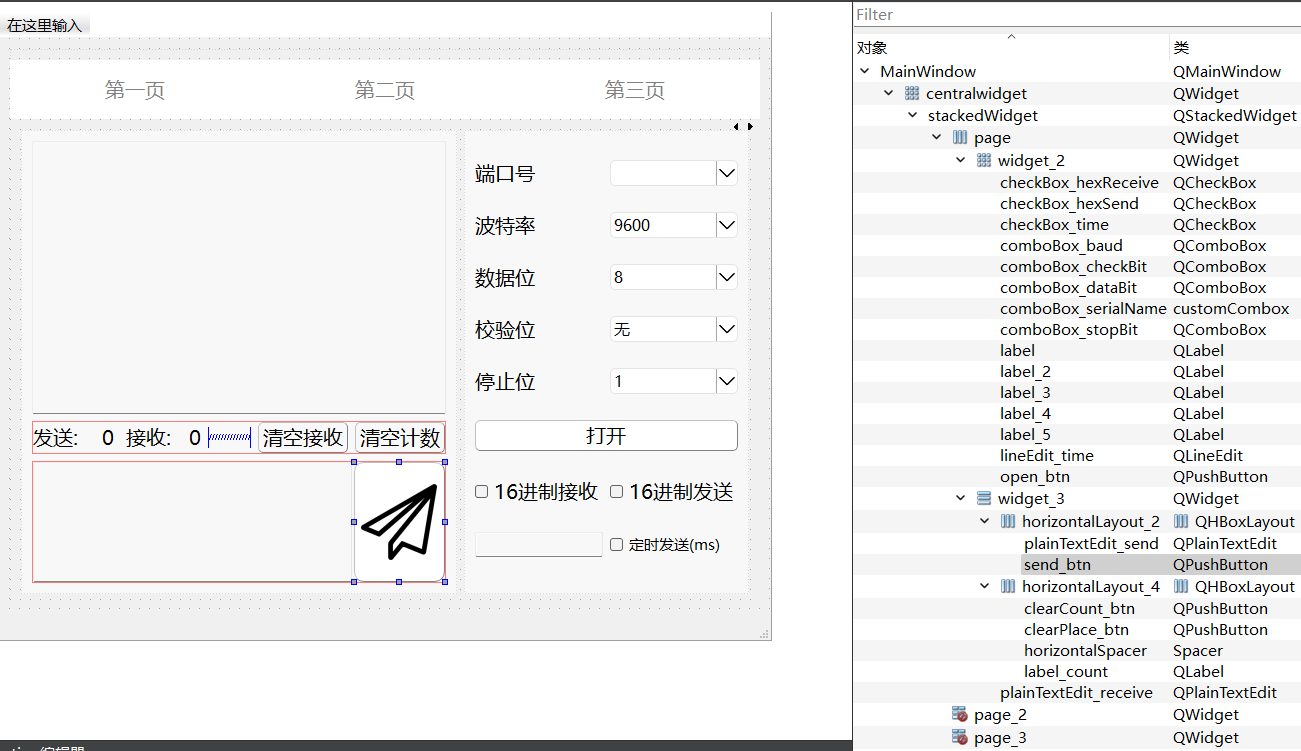 在这里输入
第一页 第二页 第三页
端口号
波特率 9600
数据位 8
校验位 无
停止位 1
发送: 0 接收: 0 清空接收 清空计数
打开
16进制接收 16进制发送
定时发送(ms)
Filter
对象 类
MainWindow QMainWindow
centralwidget QWidget
stackedWidget QStackedWidget
page QWidget
widget_2 QWidget
checkBox_hexReceive QCheckBox
checkBox_hexSend QCheckBox
checkBox_time QCheckBox
comboBox_baud QComboBox
comboBox_checkBit QComboBox
comboBox_dataBit QComboBox
comboBox_serialName customCombox
comboBox_stopBit QComboBox
label QLabel
label_2 QLabel
label_3 QLabel
label_4 QLabel
label_5 QLabel
lineEdit_time QLineEdit
open_btn QPushButton
widget_3 QWidget
horizontalLayout_2 QHBoxLayout
plainTextEdit_send QPlainTextEdit
send_btn QPushButton
horizontalLayout_4 QHBoxLayout
clearCount_btn QPushButton
clearPlace_btn QPushButton
horizontalSpacer Spacer
label_count QLabel
plainTextEdit_receive QPlainTextEdit
page_2 QWidget
page_3 QWidget